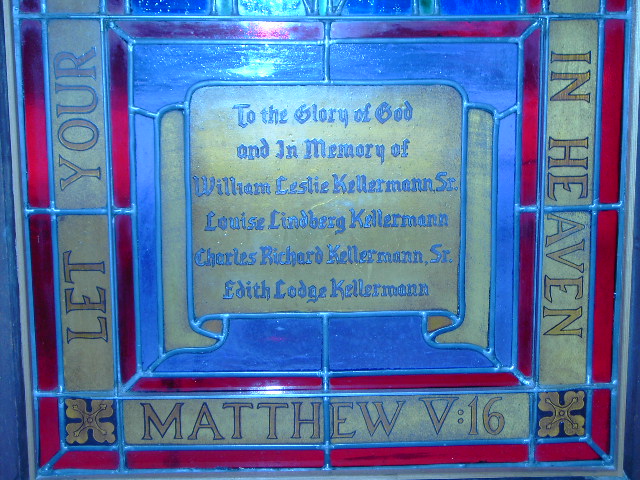 LET YOUR
To the Glory of God
and In Memory of
William Leslie Kellermann, Sr.
Louise Lindberg Kellermann
Charles Richard Kellermann, Sr.
Edith Lodge Kellermann
IN HEAVEN
MATTHEW V:16